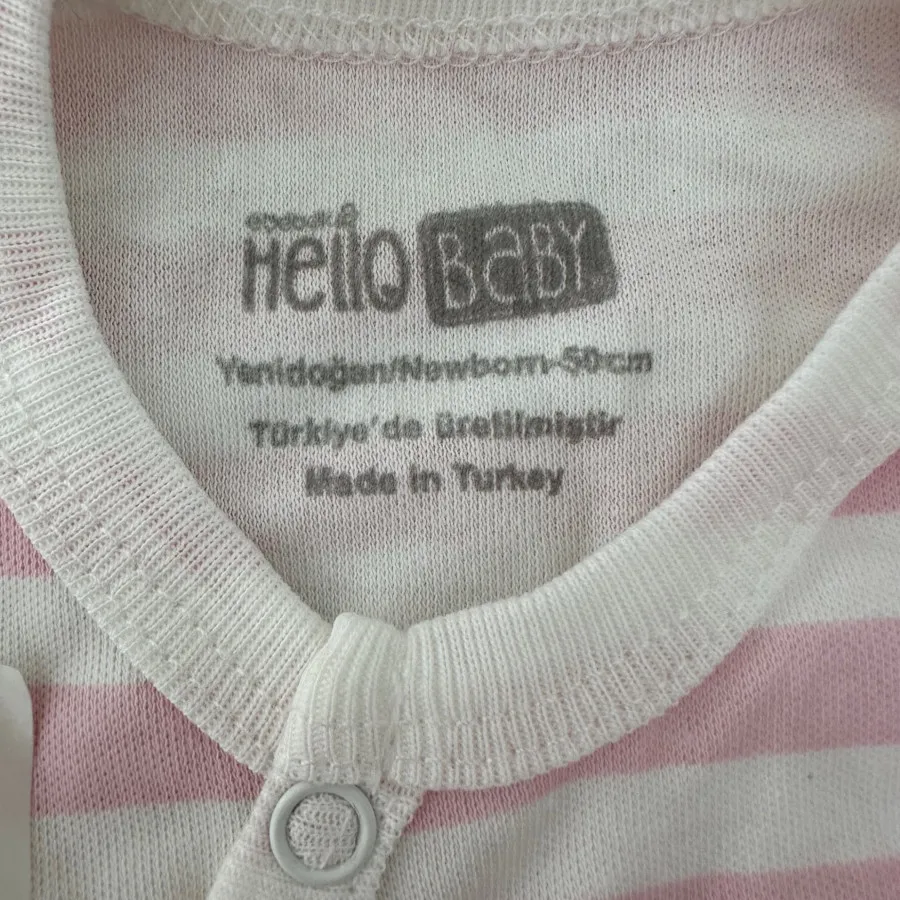 Hello BaBY
Yenidoğan/Newborn-50cm
Türkiye'de üretilmiştir
Made in Turkey